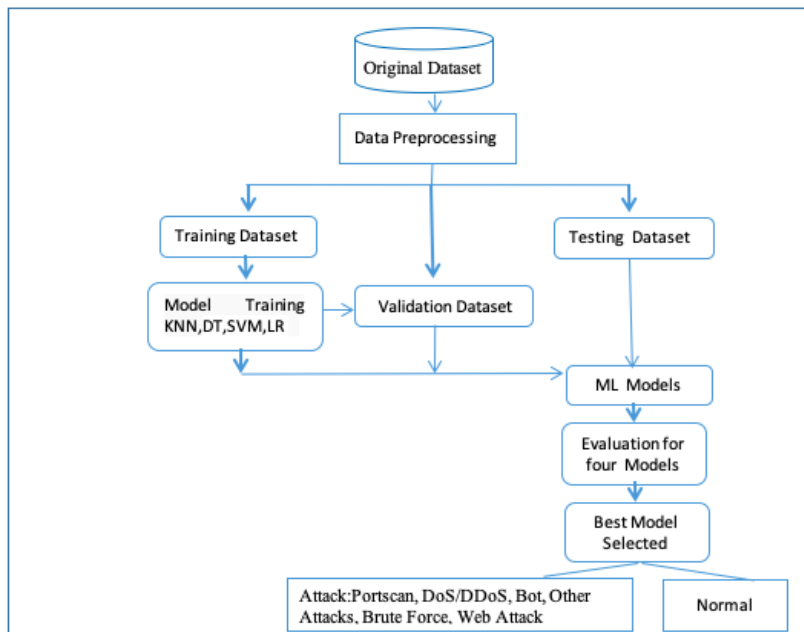 Original Dataset
Data Preprocessing
Training Dataset
Testing Dataset
Model Training
KNN,DT,SVM,LR
Validation Dataset
ML Models
Evaluation for
four Models
Best Model
Selected
Attack:Portscan, DoS/DDoS, Bot, Other
Attacks, Brute Force, Web Attack
Normal